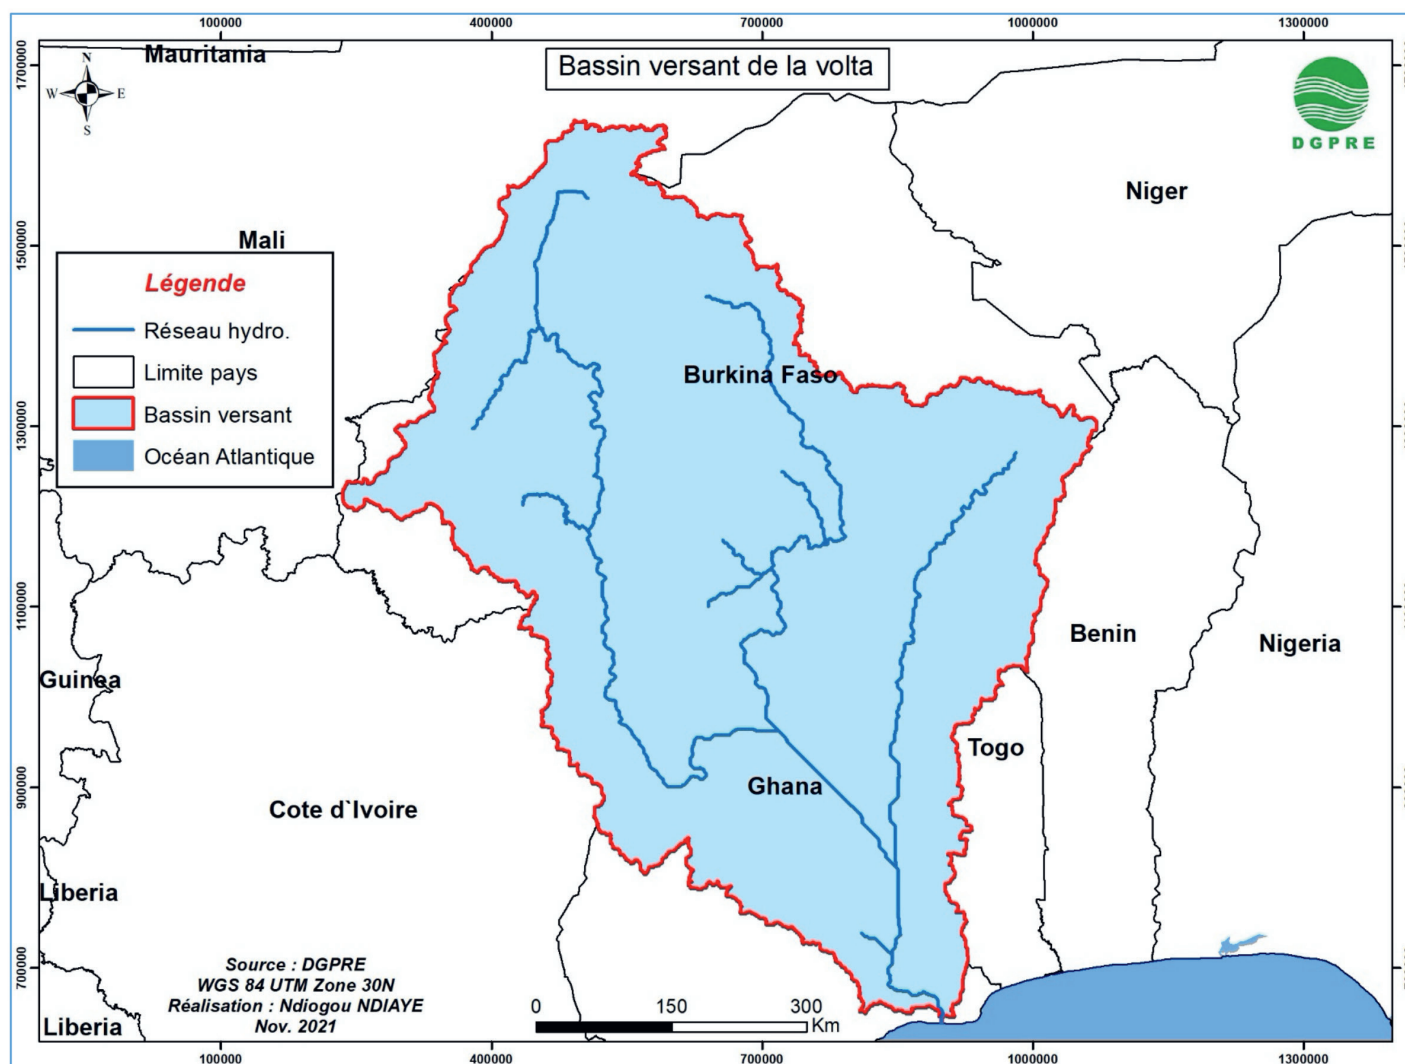 100000 400000 700000 1000000 1300000
Mauritania
Bassin versant de la volta
N
W E
S
DGPRE
1700000
Niger
Mali
1500000
Légende
Réseau hydro.
Limite pays
Bassin versant
Océan Atlantique
Burkina Faso
1300000
1100000
Benin
Nigeria
Guinea
Togo
Ghana
900000
Cote d`Ivoire
Liberia
700000
Source : DGPRE
WGS 84 UTM Zone 30N
Réalisation : Ndiogou NDIAYE
Nov. 2021
0 150 300
Km
Liberia
100000 400000 700000 1000000 1300000